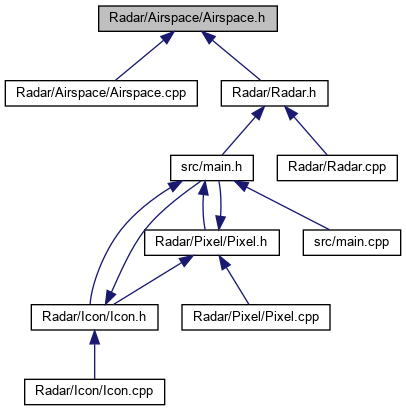 Radar/Airspace/Airspace.h
Radar/Airspace/Airspace.cpp
Radar/Radar.h
src/main.h
Radar/Radar.cpp
Radar/Pixel/Pixel.h
src/main.cpp
Radar/Icon/Icon.h
Radar/Pixel/Pixel.cpp
Radar/Icon/Icon.cpp